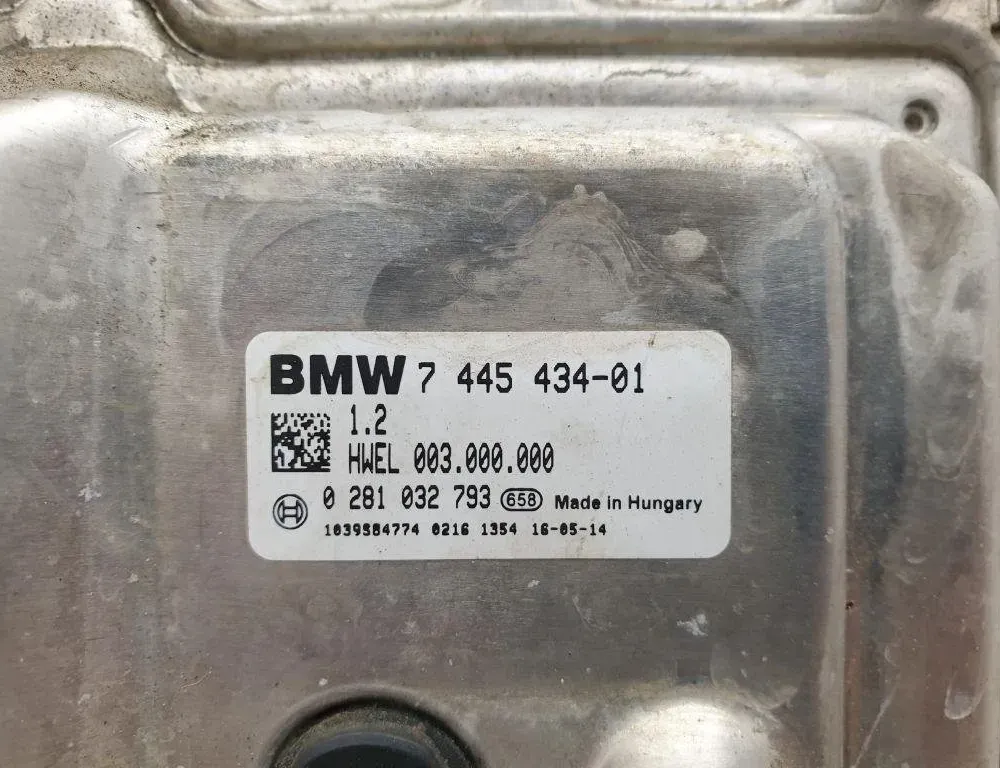 BMW 7 445 434-01
1.2
HWEL 003.000.000
0 281 032 793 658 Made in Hungary
1039S84774 0216 1354 16-05-14